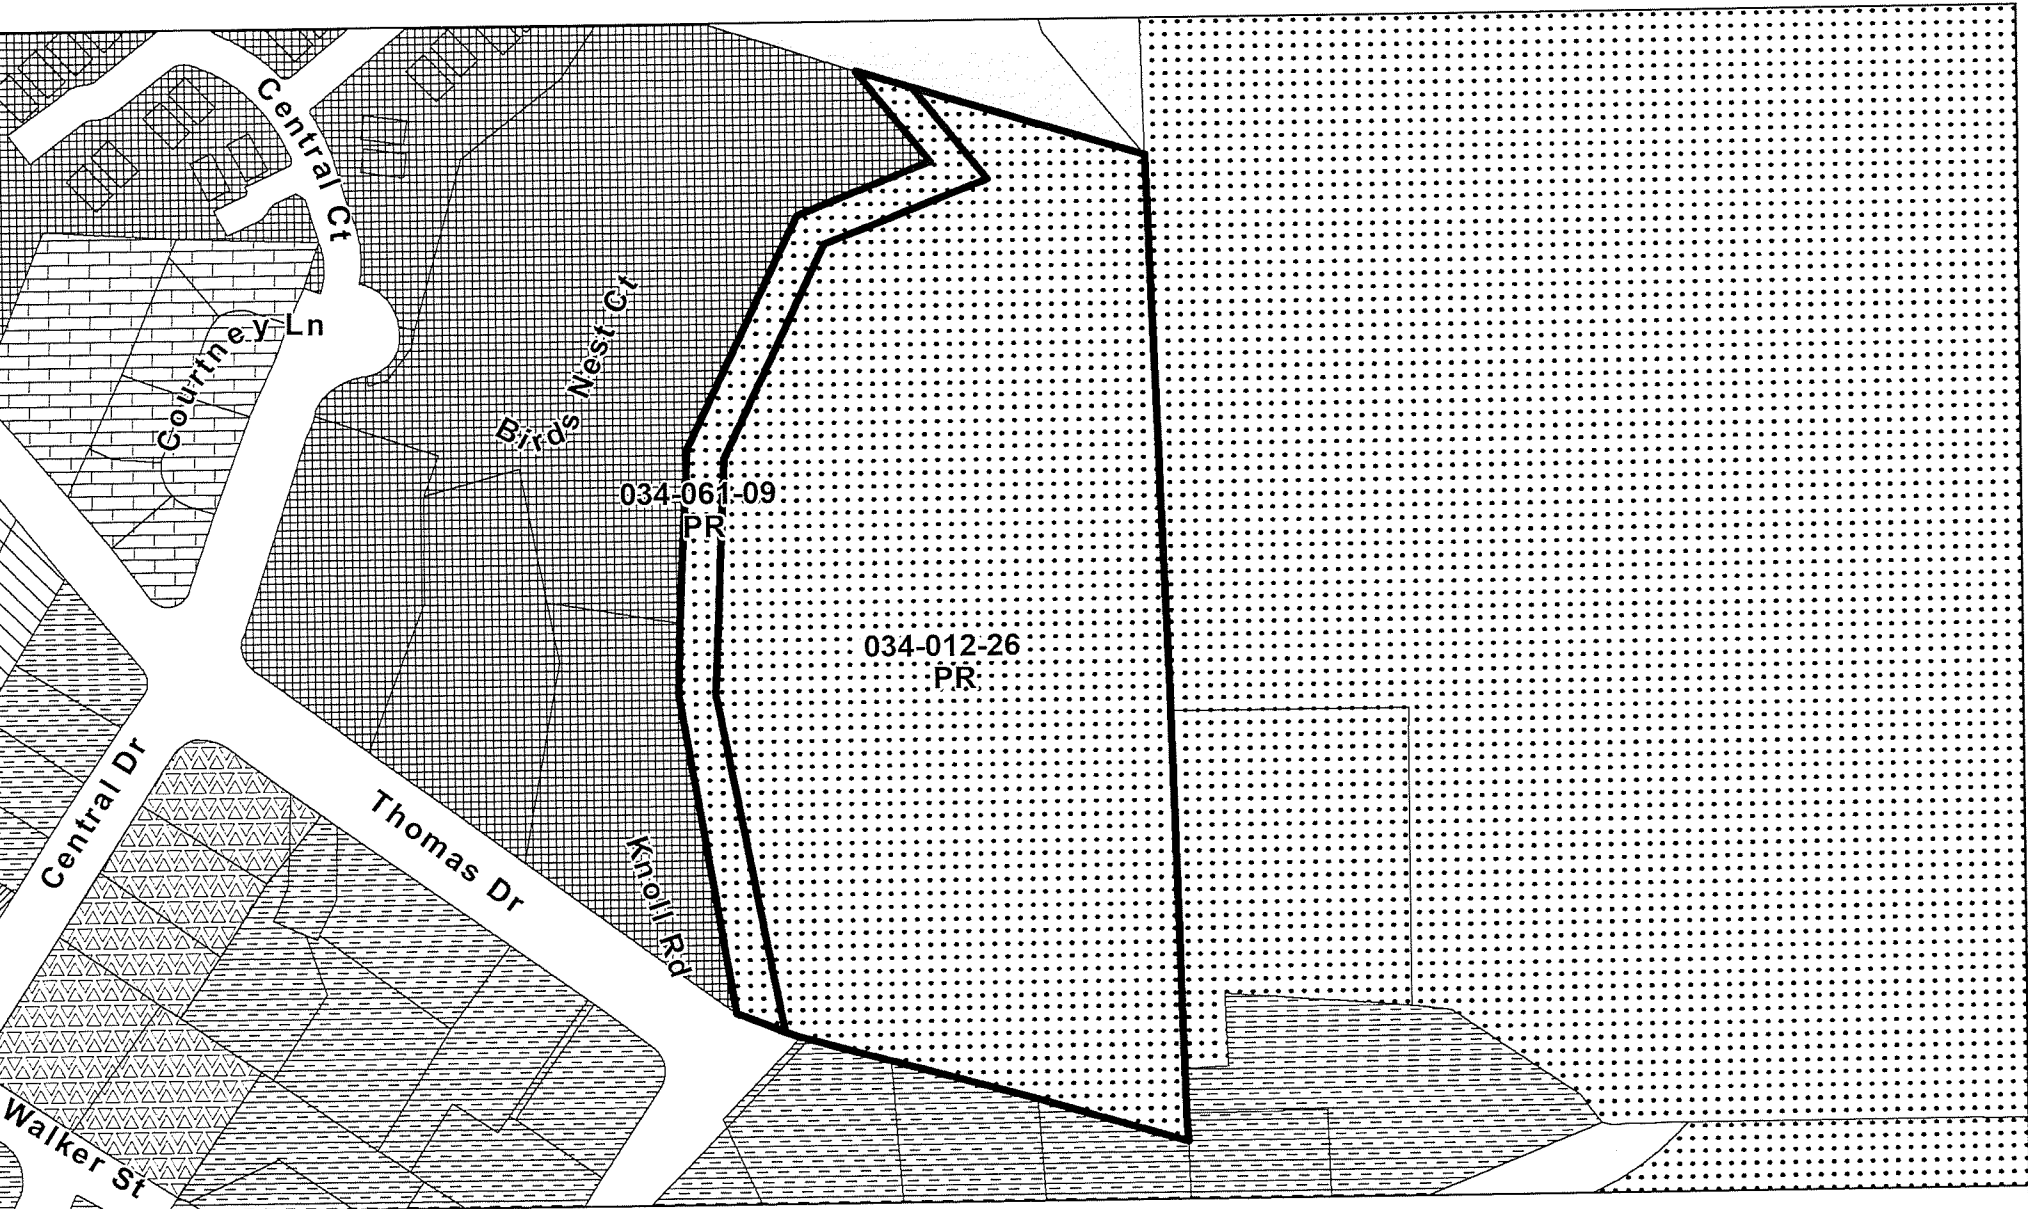 Central Ct
Courtney Ln
Birds Nest Ct
034-061-09
PR
034-012-26
PR
Central Dr
Thomas Dr
Knoll Rd
Walker St